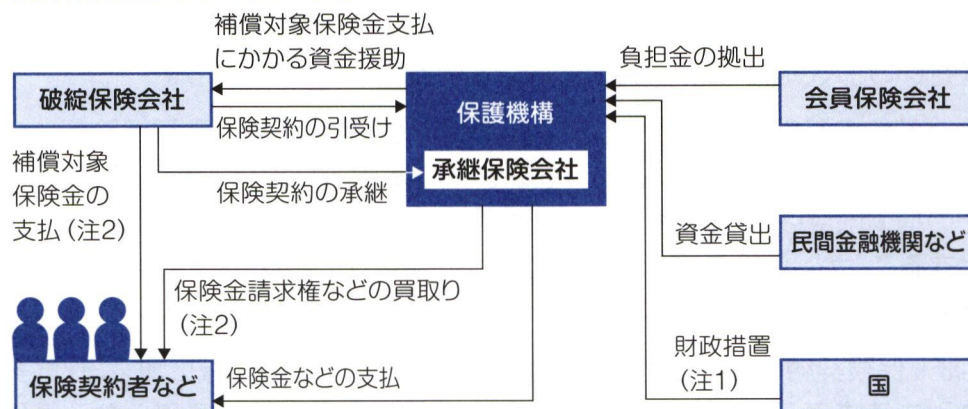 補償対象保険金支払
にかかる資金援助
負担金の拠出
破綻保険会社
保護機構
会員保険会社
保険契約の引受け
補償対象
保険金の
支払(注2)
承継保険会社
保険契約の承継
資金貸出
民間金融機関など
保険金請求権などの買取り
(注2)
財政措置
(注1)
保険契約者など
保険金などの支払
国